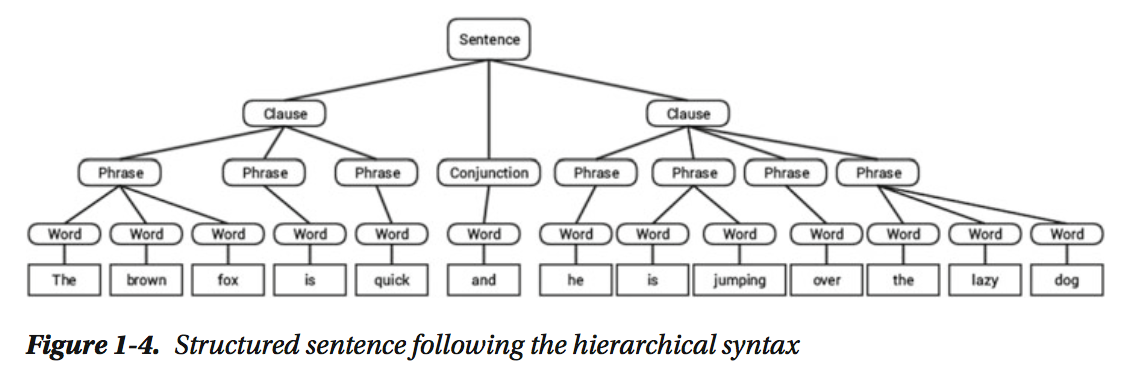 Sentence
Clause Clause
Phrase Phrase Phrase Conjunction Phrase Phrase Phrase Phrase
Word Word Word Word Word Word Word Word Word Word Word Word Word
The brown fox is quick and he is jumping over the lazy dog
Figure 1-4. Structured sentence following the hierarchical syntax